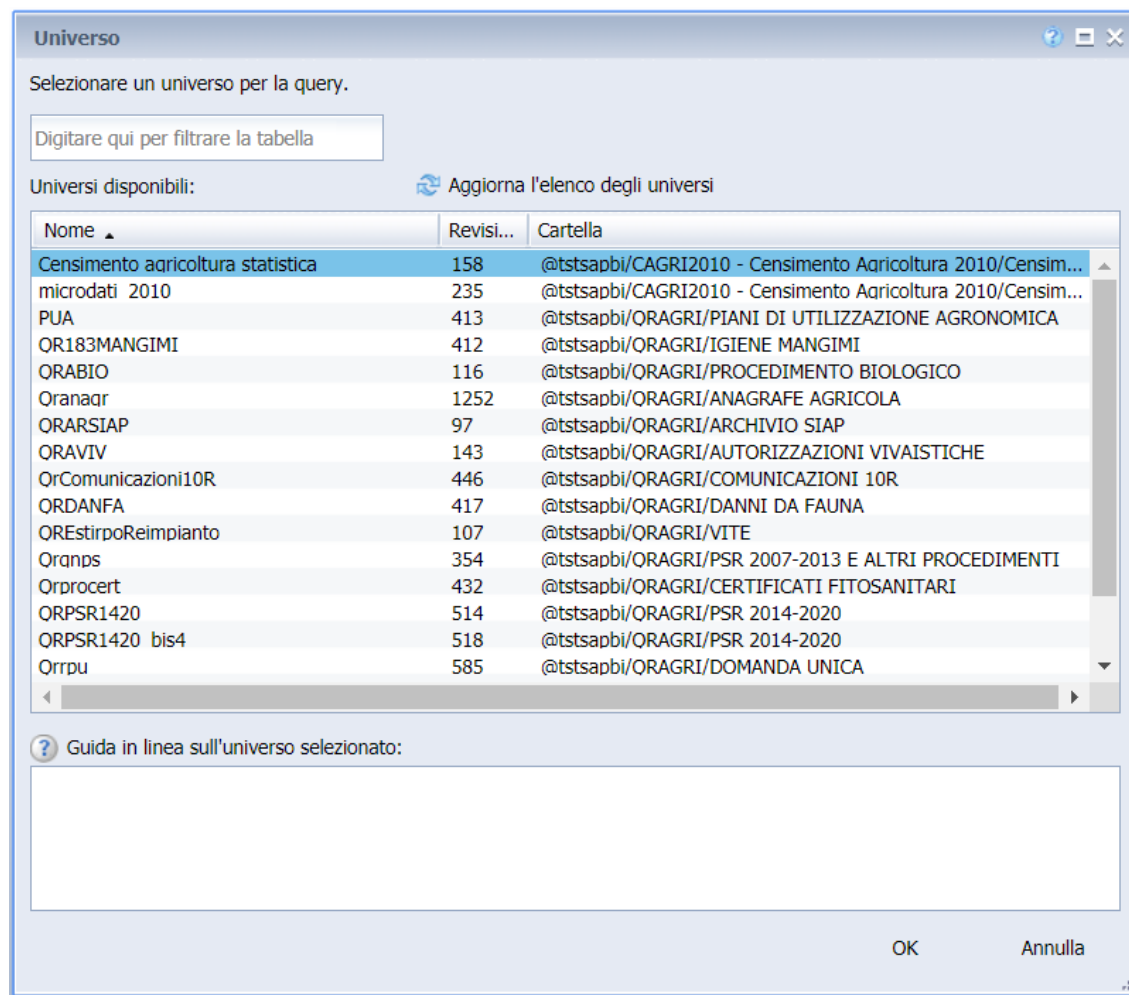 Universo
Selezionare un universo per la query.
Digitare qui per filtrare la tabella
Universi disponibili: Aggiorna l'elenco degli universi
Nome Revisi... Cartella
Censimento agricoltura statistica 158 @tstsapbi/CAGRI2010 - Censimento Agricoltura 2010/Censim...
microdati_2010 235 @tstsapbi/CAGRI2010 - Censimento Agricoltura 2010/Censim...
PUA 413 @tstsapbi/QRAGRI/PIANI DI UTILIZZAZIONE AGRONOMICA
QR183MANGIMI 412 @tstsapbi/QRAGRI/IGIENE MANGIMI
QRABIO 116 @tstsapbi/QRAGRI/PROCEDIMENTO BIOLOGICO
Qranagr 1252 @tstsapbi/QRAGRI/ANAGRAFE AGRICOLA
QRARSIAP 97 @tstsapbi/QRAGRI/ARCHIVIO SIAP
QRAVIV 143 @tstsapbi/QRAGRI/AUTORIZZAZIONI VIVAISTICHE
QrComunicazioni10R 446 @tstsapbi/QRAGRI/COMUNICAZIONI 10R
QRDANFA 417 @tstsapbi/QRAGRI/DANNI DA FAUNA
QREstirpoReimpianto 107 @tstsapbi/QRAGRI/VITE
Qrgnps 354 @tstsapbi/QRAGRI/PSR 2007-2013 E ALTRI PROCEDIMENTI
Qrprocert 432 @tstsapbi/QRAGRI/CERTIFICATI FITOSANITARI
QRPSR1420 514 @tstsapbi/QRAGRI/PSR 2014-2020
QRPSR1420_bis4 518 @tstsapbi/QRAGRI/PSR 2014-2020
Qrrpu 585 @tstsapbi/QRAGRI/DOMANDA UNICA
Guida in linea sull'universo selezionato:
OK Annulla